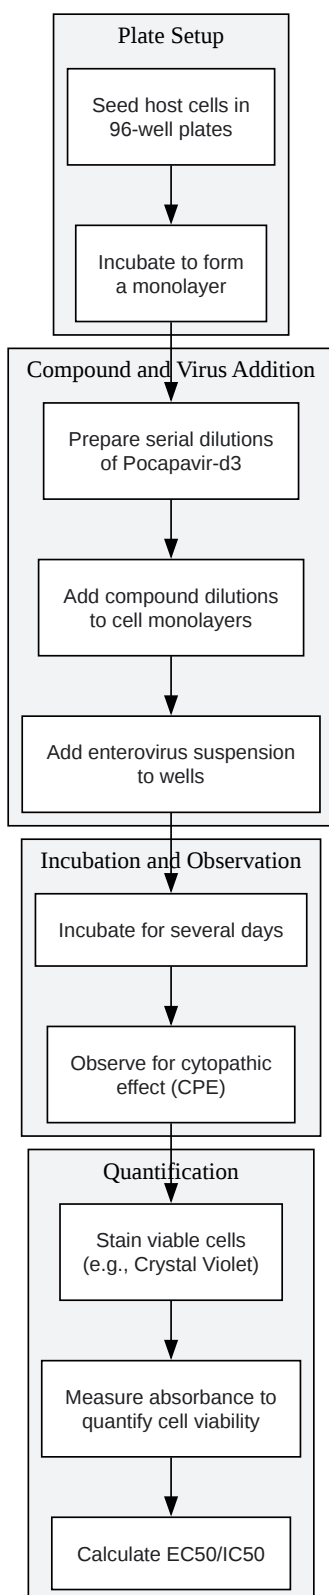 Plate Setup
Seed host cells in
96-well plates
Incubate to form
a monolayer
Compound and Virus Addition
Prepare serial dilutions
of Pocapavir-d3
Add compound dilutions
to cell monolayers
Add enterovirus suspension
to wells
Incubation and Observation
Incubate for several days
Observe for cytopathic
effect (CPE)
Quantification
Stain viable cells
(e.g., Crystal Violet)
Measure absorbance to
quantify cell viability
Calculate EC50/IC50